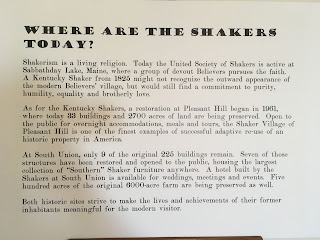 WHERE ARE THE SHAKERS
TODAY?
Shakerism is a living religion. Today the United Society of Shakers is active at
Sabbathday Lake, Maine, where a group of devout Believers pursues the faith.
A Kentucky Shaker from 1825 might not recognize the outward appearance of
the modern Believers' village, but would still find a commitment to purity,
humility, equality and brotherly love.
As for the Kentucky Shakers, a restoration at Pleasant Hill began in 1961,
where today 33 buildings and 2700 acres of land are being preserved. Open to
the public for overnight accommodations, meals and tours, the Shaker Village of
Pleasant Hill is one of the finest examples of successful adaptive re-use of an
historic property in America.
At South Union, only 9 of the original 225 buildings remain. Seven of those
structures have been restored and opened to the public, housing the largest
collection of "Southern" Shaker furniture anywhere. A hotel built by the
Shakers at South Union is available for weddings, meetings and events. Five
hundred acres of the original 6000-acre farm are being preserved as well.
Both historic sites strive to make the lives and achievements of their former
inhabitants meaningful for the modern visitor.